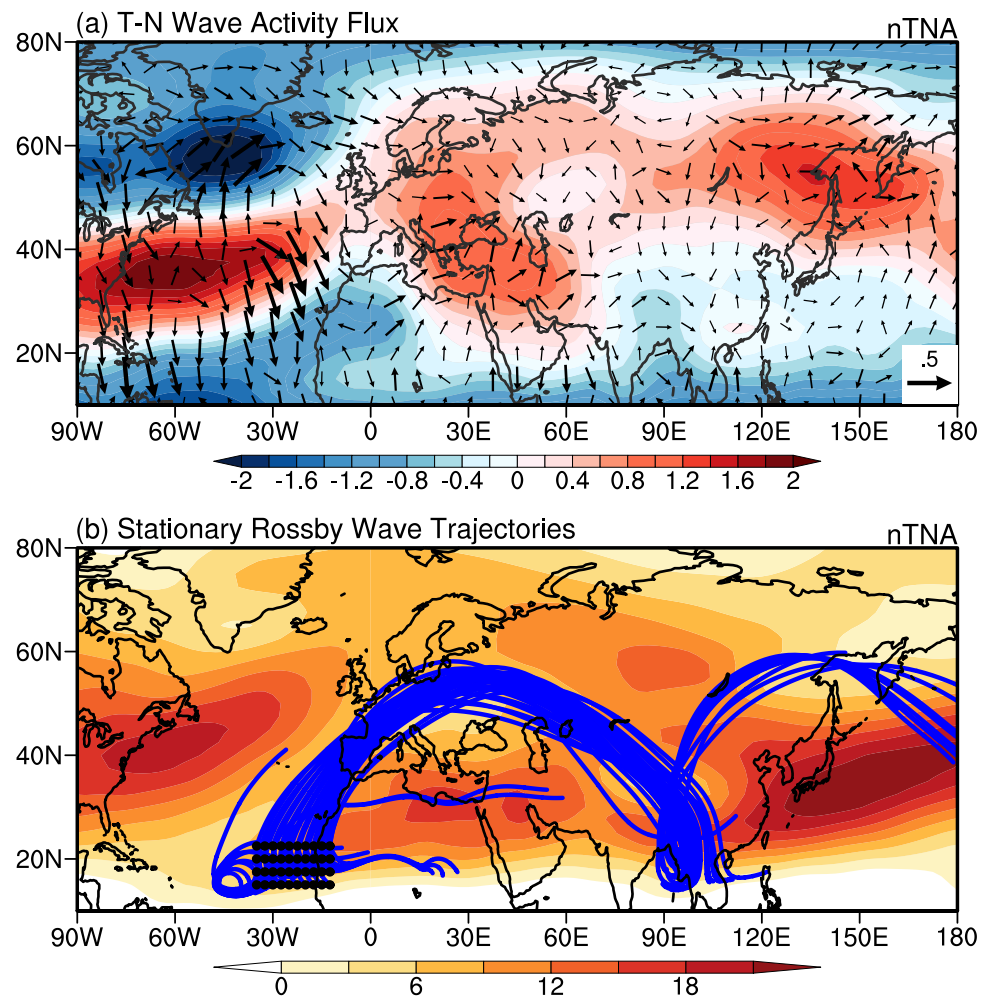 (a) T-N Wave Activity Flux nTNA
80N
60N
40N
20N
.5
90W 60W 30W 0 30E 60E 90E 120E 150E 180
-2 -1.6 -1.2 -0.8 -0.4 0 0.4 0.8 1.2 1.6 2
(b) Stationary Rossby Wave Trajectories nTNA
80N
60N
40N
20N
90W 60W 30W 0 30E 60E 90E 120E 150E 180
0 6 12 18